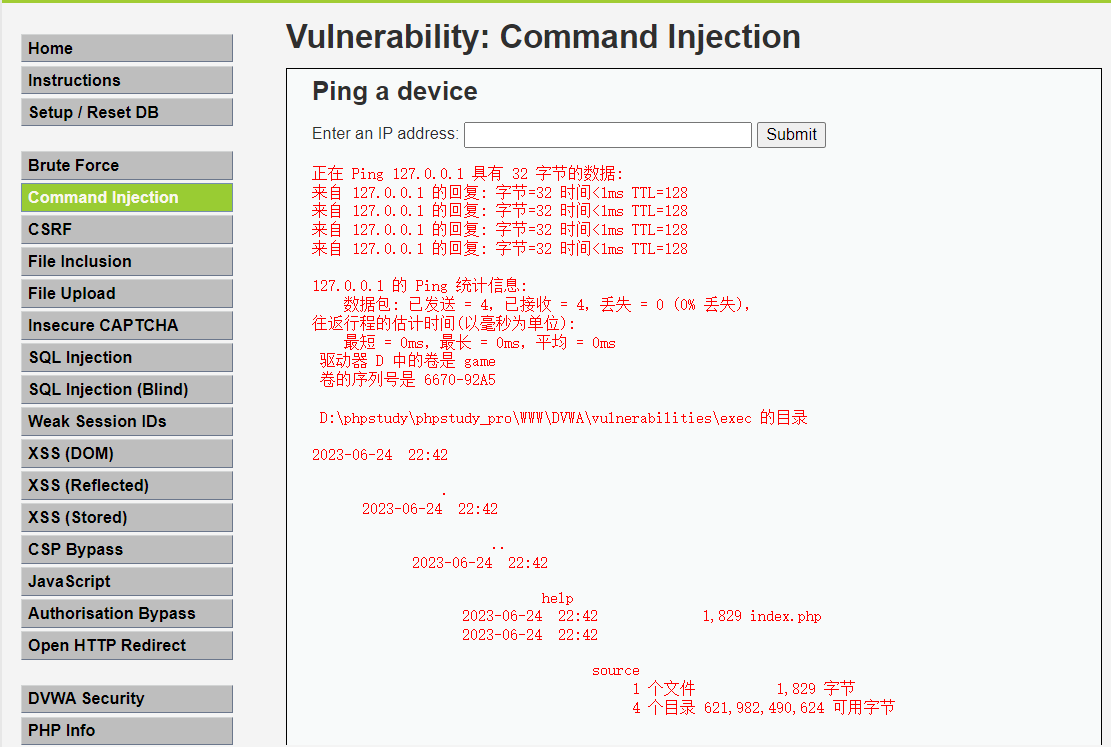 Home
Instructions
Setup / Reset DB
Brute Force
Command Injection
CSRF
File Inclusion
File Upload
Insecure CAPTCHA
SQL Injection
SQL Injection (Blind)
Weak Session IDs
XSS (DOM)
XSS (Reflected)
XSS (Stored)
CSP Bypass
JavaScript
Authorisation Bypass
Open HTTP Redirect
DVWA Security
PHP Info
Vulnerability: Command Injection
Ping a device
Enter an IP address: Submit
正在 Ping 127.0.0.1 具有 32 字节的数据:
来自 127.0.0.1 的回复: 字节=32 时间<1ms TTL=128
来自 127.0.0.1 的回复: 字节=32 时间<1ms TTL=128
来自 127.0.0.1 的回复: 字节=32 时间<1ms TTL=128
来自 127.0.0.1 的回复: 字节=32 时间<1ms TTL=128
127.0.0.1 的 Ping 统计信息:
数据包: 已发送 = 4, 已接收 = 4, 丢失 = 0 (0% 丢失),
往返行程的估计时间(以毫秒为单位):
最短 = 0ms, 最长 = 0ms, 平均 = 0ms
驱动器 D 中的卷是 game
卷的序列号是 6670-92A5
D:\phpstudy\phpstudy_pro\WWW\DVWA\vulnerabilities\exec 的目录
2023-06-24 22:42
.
2023-06-24 22:42
..
2023-06-24 22:42
help
2023-06-24 22:42 1,829 index.php
2023-06-24 22:42
source
1 个文件 1,829 字节
4 个目录 621,982,490,624 可用字节